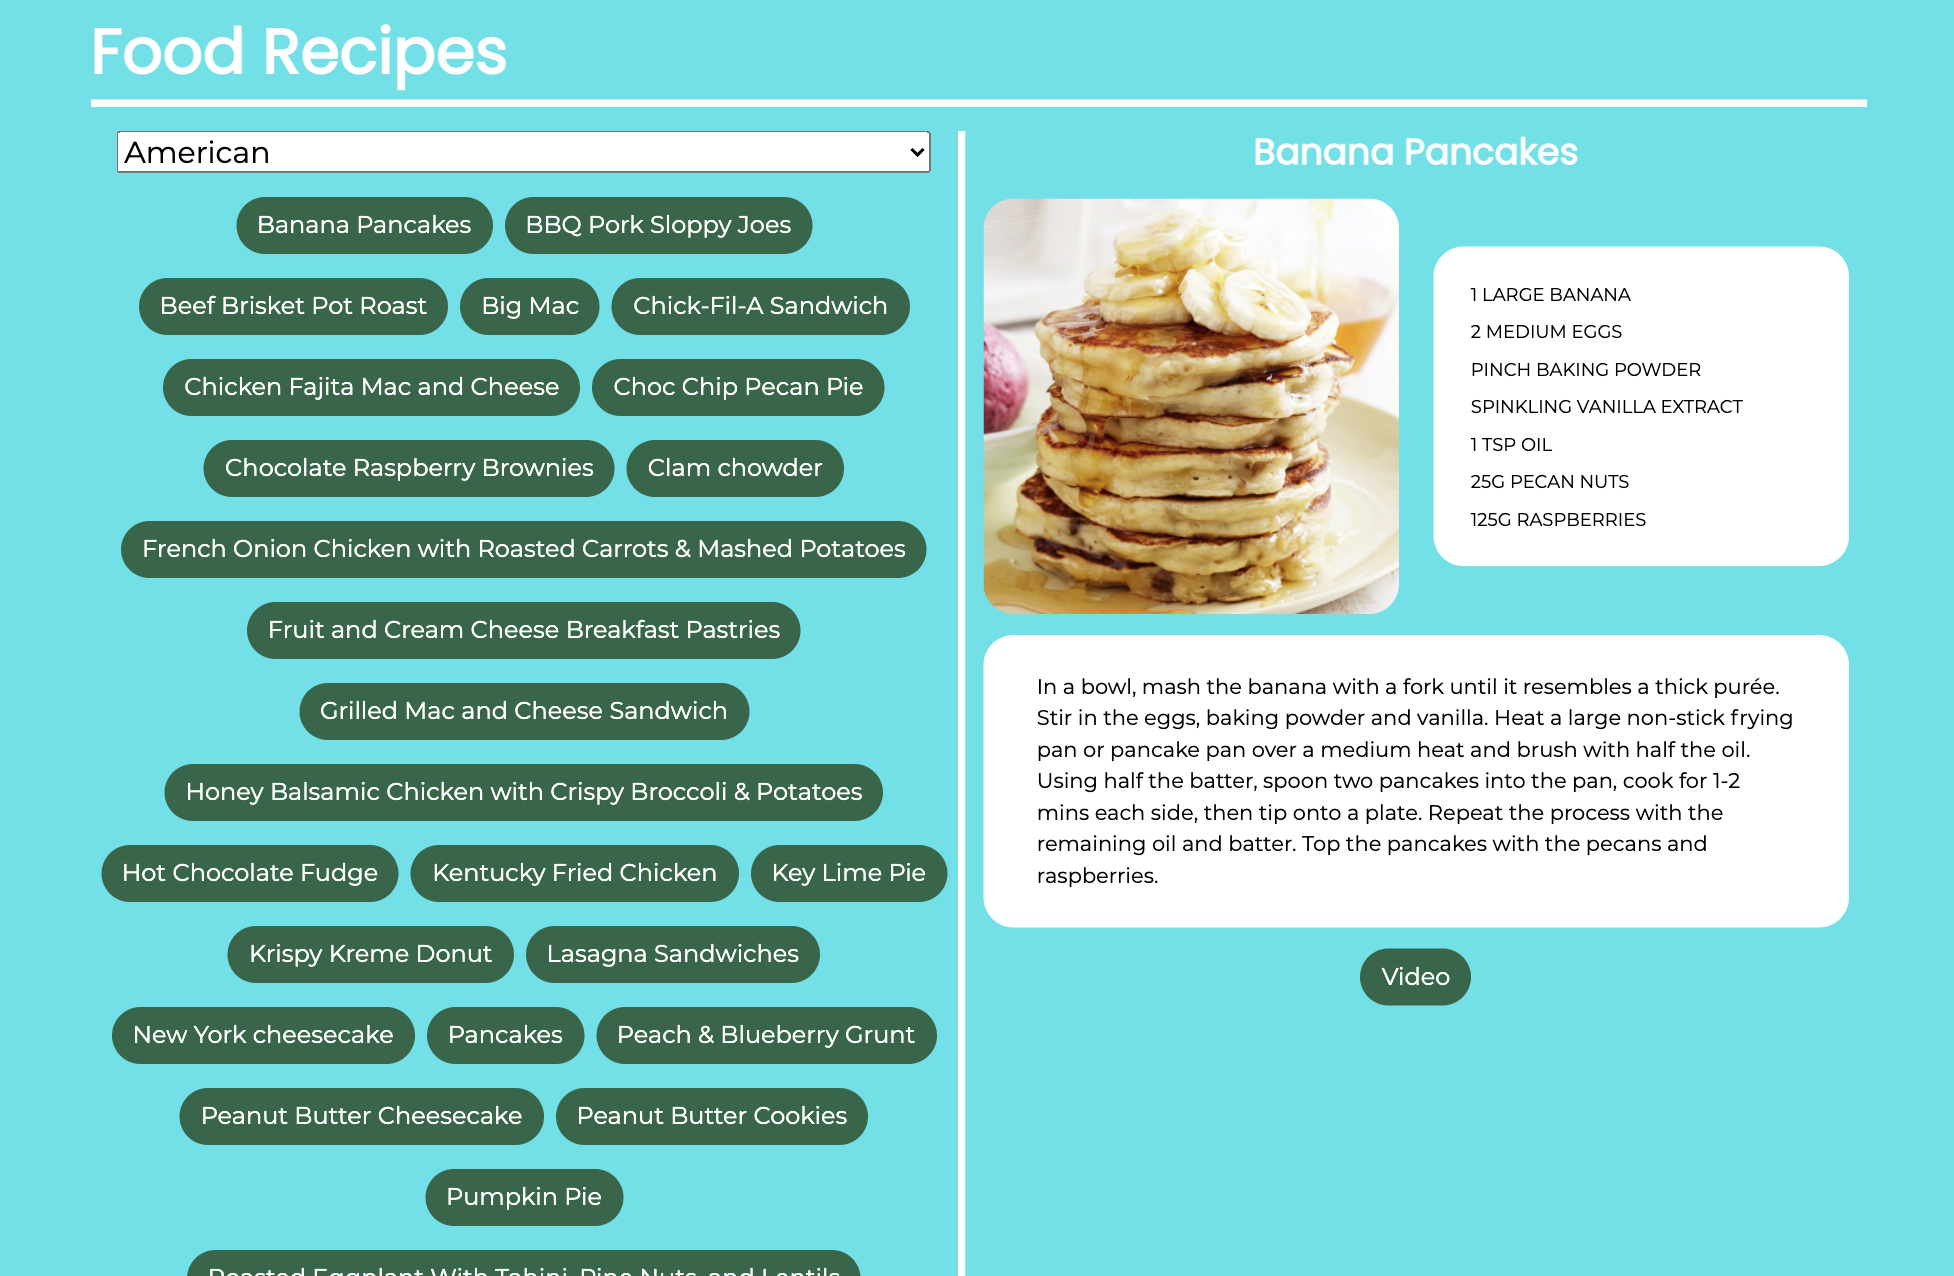 Food Recipes
American
Banana Pancakes
BBQ Pork Sloppy Joes
Beef Brisket Pot Roast
Big Mac
Chick-Fil-A Sandwich
Chicken Fajita Mac and Cheese
Choc Chip Pecan Pie
Chocolate Raspberry Brownies
Clam chowder
French Onion Chicken with Roasted Carrots & Mashed Potatoes
Fruit and Cream Cheese Breakfast Pastries
Grilled Mac and Cheese Sandwich
Honey Balsamic Chicken with Crispy Broccoli & Potatoes
Hot Chocolate Fudge
Kentucky Fried Chicken
Key Lime Pie
Krispy Kreme Donut
Lasagna Sandwiches
New York cheesecake
Pancakes
Peach & Blueberry Grunt
Peanut Butter Cheesecake
Peanut Butter Cookies
Pumpkin Pie
Roasted Eggplant With Tahini, Pine Nuts, and Lentils
Banana Pancakes
1 LARGE BANANA
2 MEDIUM EGGS
PINCH BAKING POWDER
SPINKLING VANILLA EXTRACT
1 TSP OIL
25G PECAN NUTS
125G RASPBERRIES
In a bowl, mash the banana with a fork until it resembles a thick purée.
Stir in the eggs, baking powder and vanilla. Heat a large non-stick frying
pan or pancake pan over a medium heat and brush with half the oil.
Using half the batter, spoon two pancakes into the pan, cook for 1-2
mins each side, then tip onto a plate. Repeat the process with the
remaining oil and batter. Top the pancakes with the pecans and
raspberries.
Video